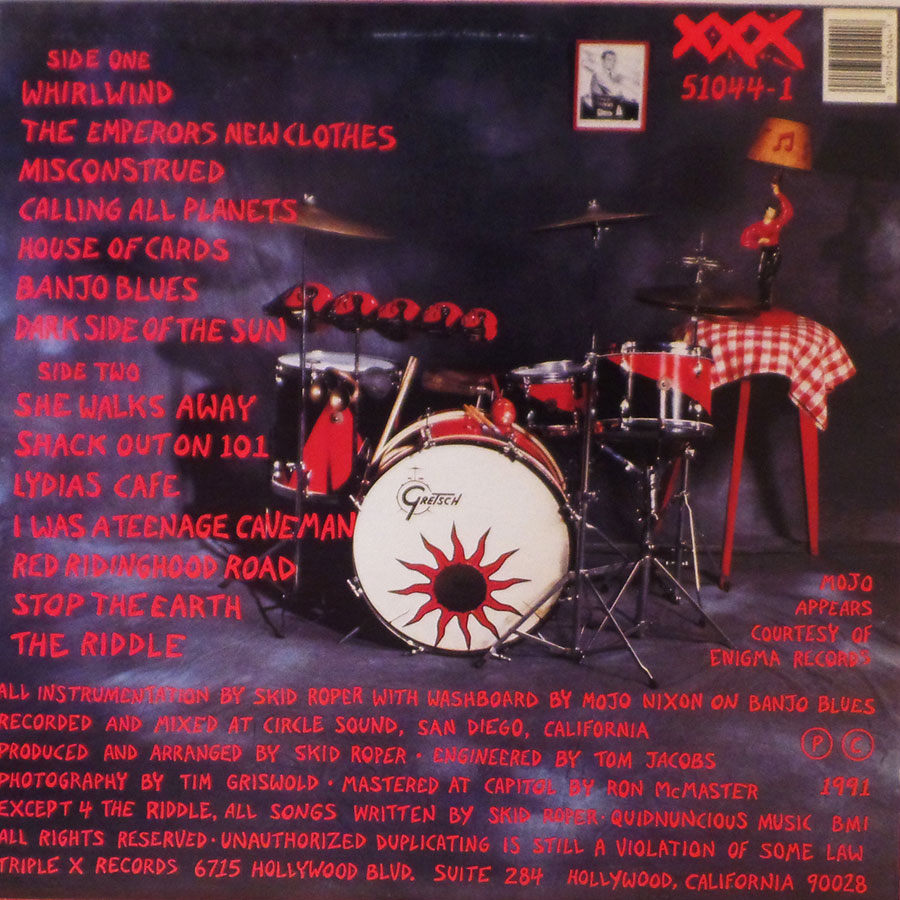 SIDE ONE
WHIRLWIND
THE EMPERORS NEW CLOTHES
MISCONSTRUED
CALLING ALL PLANETS
HOUSE OF CARDS
BANJO BLUES
DARK SIDE OF THE SUN
SIDE TWO
SHE WALKS AWAY
SHACK OUT ON 101
LYDIAS CAFE
I WAS A TEENAGE CAVEMAN
RED RIDINGHOOD ROAD
STOP THE EARTH
THE RIDDLE
XXX
51044-1
GRETSCH
MOJO
APPEARS
COURTESY OF
ENIGMA RECORDS
ALL INSTRUMENTATION BY SKID ROPER WITH WASHBOARD BY MOJO NIXON ON BANJO BLUES
RECORDED AND MIXED AT CIRCLE SOUND, SAN DIEGO, CALIFORNIA
PRODUCED AND ARRANGED BY SKID ROPER · ENGINEERED BY TOM JACOBS
PHOTOGRAPHY BY TIM GRISWOLD · MASTERED AT CAPITOL BY RON McMASTER
EXCEPT 4 THE RIDDLE, ALL SONGS WRITTEN BY SKID ROPER · QUIDNUNCIOUS MUSIC BMI
ALL RIGHTS RESERVED · UNAUTHORIZED DUPLICATING IS STILL A VIOLATION OF SOME LAW
TRIPLE X RECORDS 6715 HOLLYWOOD BLVD. SUITE 284 HOLLYWOOD, CALIFORNIA 90028
Ⓟ Ⓒ
1991